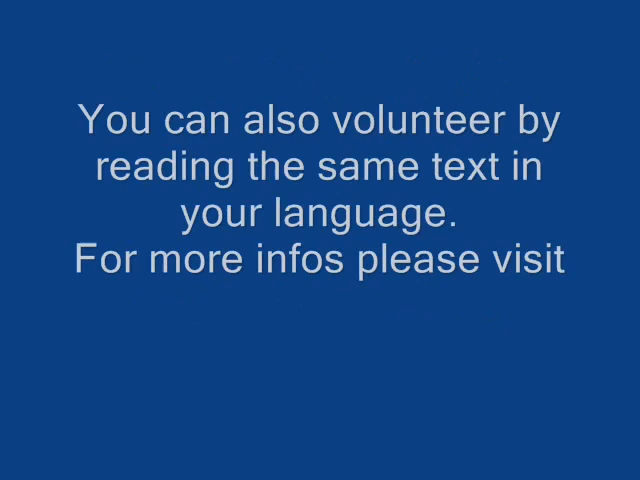 You can also volunteer by
reading the same text in
your language.
For more infos please visit